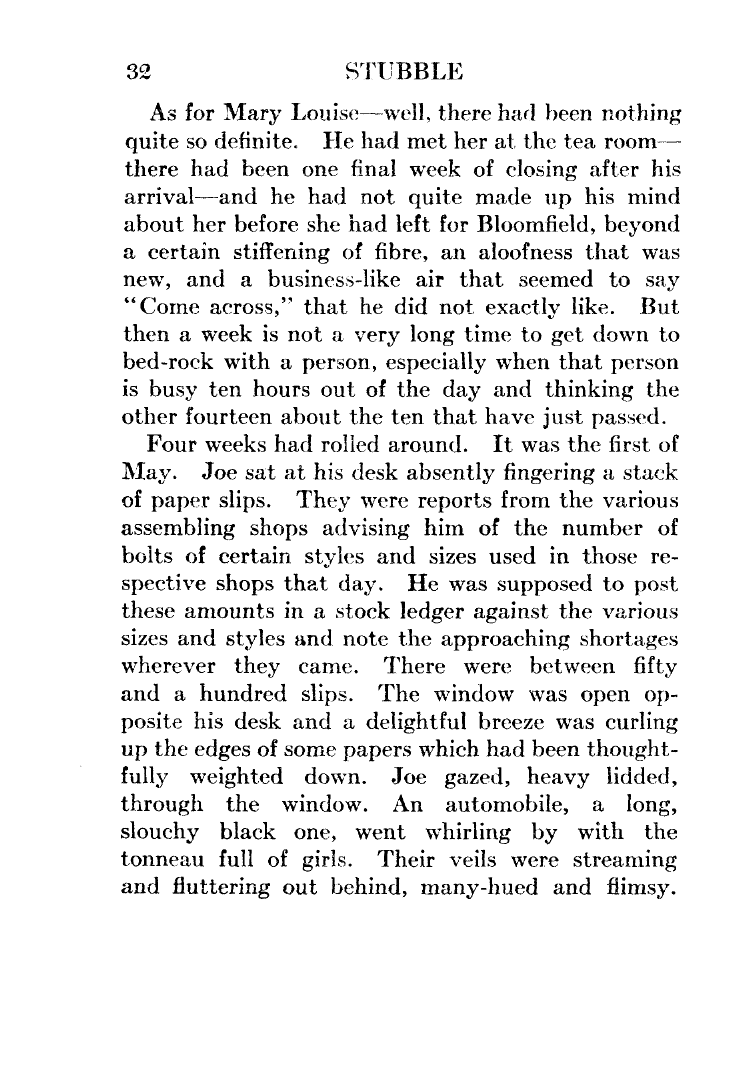 32 STUBBLE
As for Mary Louise—well, there had been nothing
quite so definite. He had met her at the tea room—
there had been one final week of closing after his
arrival—and he had not quite made up his mind
about her before she had left for Bloomfield, beyond
a certain stiffening of fibre, an aloofness that was
new, and a business-like air that seemed to say
“Come across,” that he did not exactly like. But
then a week is not a very long time to get down to
bed-rock with a person, especially when that person
is busy ten hours out of the day and thinking the
other fourteen about the ten that have just passed.
Four weeks had rolled around. It was the first of
May. Joe sat at his desk absently fingering a stack
of paper slips. They were reports from the various
assembling shops advising him of the number of
bolts of certain styles and sizes used in those re-
spective shops that day. He was supposed to post
these amounts in a stock ledger against the various
sizes and styles and note the approaching shortages
wherever they came. There were between fifty
and a hundred slips. The window was open op-
posite his desk and a delightful breeze was curling
up the edges of some papers which had been thought-
fully weighted down. Joe gazed, heavy lidded,
through the window. An automobile, a long,
slouchy black one, went whirling by with the
tonneau full of girls. Their veils were streaming
and fluttering out behind, many-hued and flimsy.